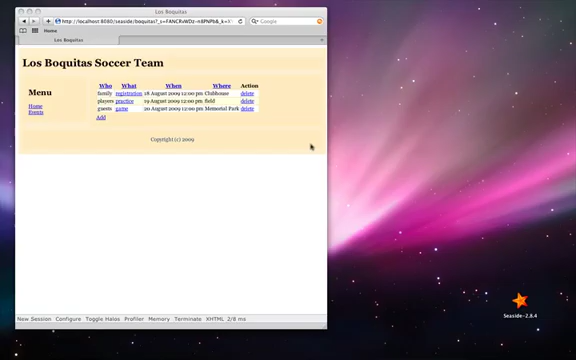 Los Boquitas
http://localhost:8080/seaside/boquitas?_s=
Google
Home
Los Boquitas
Los Boquitas Soccer Team
Menu
Home
Events
Who What When Where Action
family registration 18 August 2009 12:00 pm Clubhouse delete
players practice 19 August 2009 12:00 pm field delete
guests game 20 August 2009 12:00 pm Memorial Park delete
Add
Copyright (c) 2009
New Session Configure Toggle Halos Profiler Memory Terminate XHTML 2/8 ms
Seaside-2.8.4